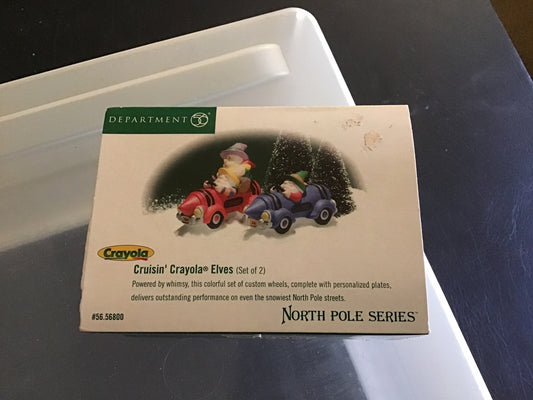 DEPARTMENT 56
Crayola
Cruisin' Crayola® Elves (Set of 2)
Powered by whimsy, this colorful set of custom wheels, complete with personalized plates,
delivers outstanding performance on even the snowiest North Pole streets.
#56.56800
NORTH POLE SERIES™